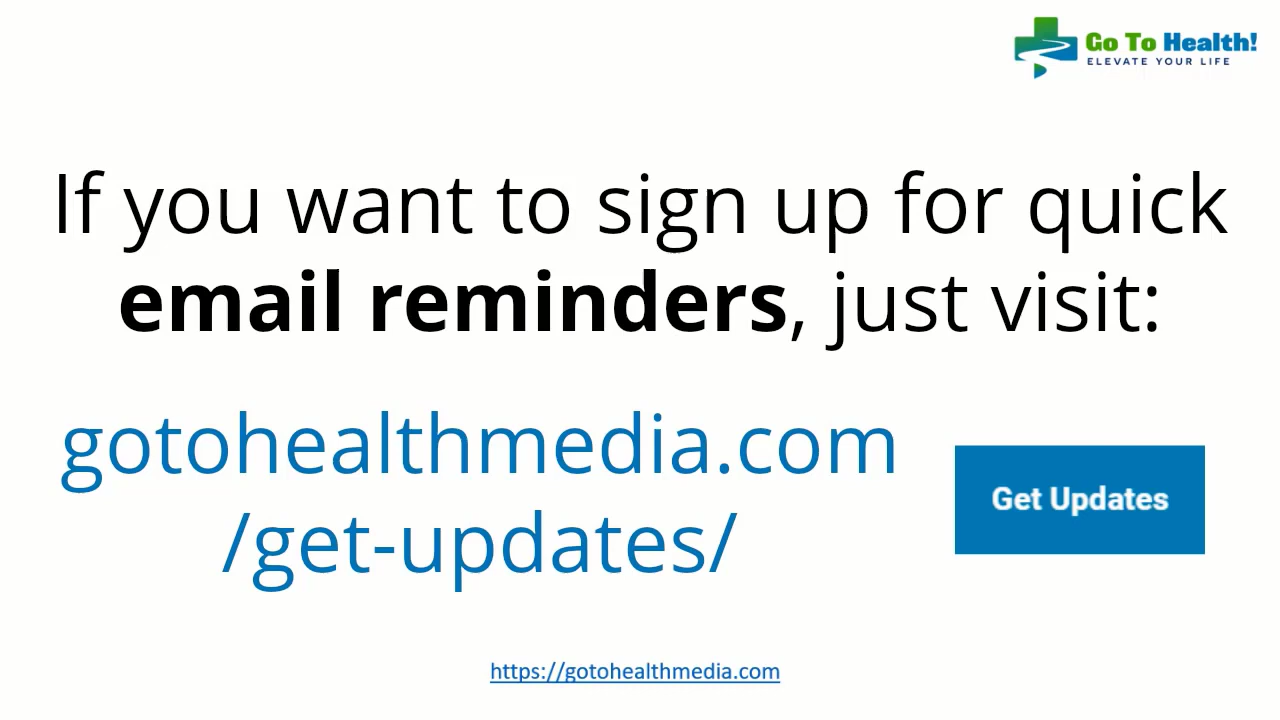 Go To Health!
ELEVATE YOUR LIFE
If you want to sign up for quick
email reminders, just visit:
gotohealthmedia.com
/get-updates/
Get Updates
https://gotohealthmedia.com